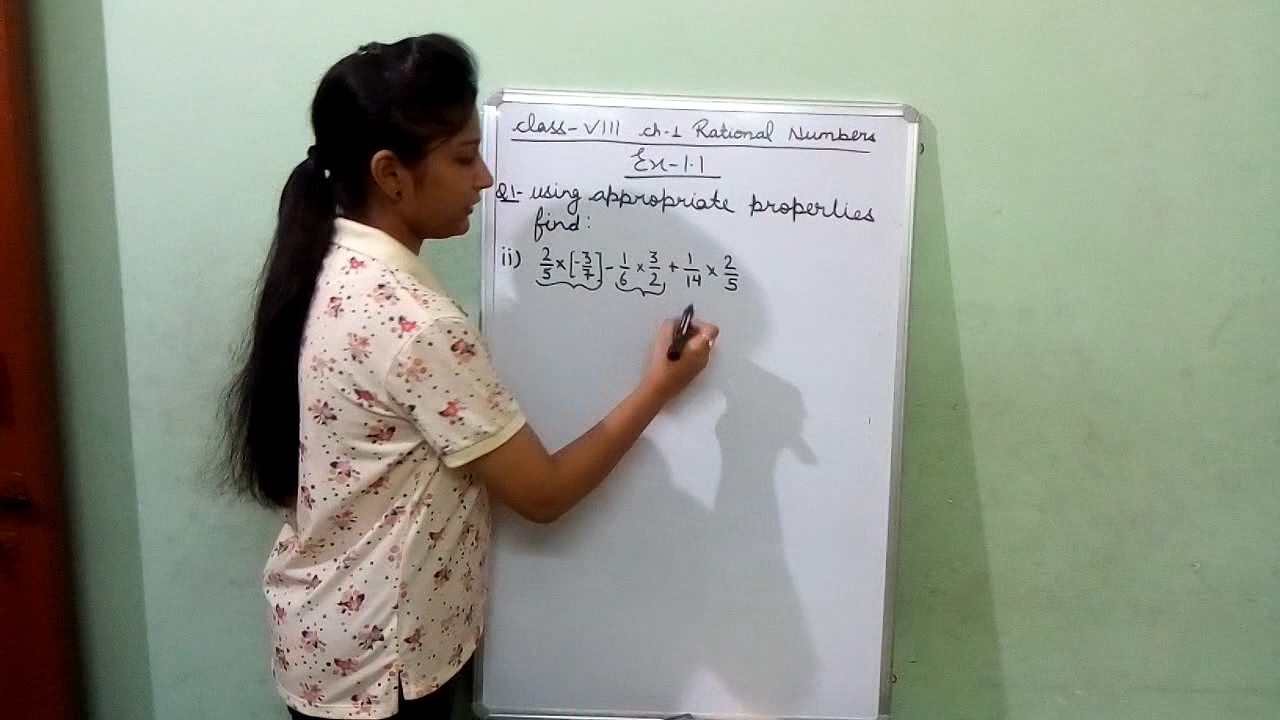 class-VIII ch-1 Rational Numbers
Ex-1.1
Q1- using appropriate properties
find:
ii) 2/5 × [-3/7] - 1/6 × 3/2 + 1/14 × 2/5